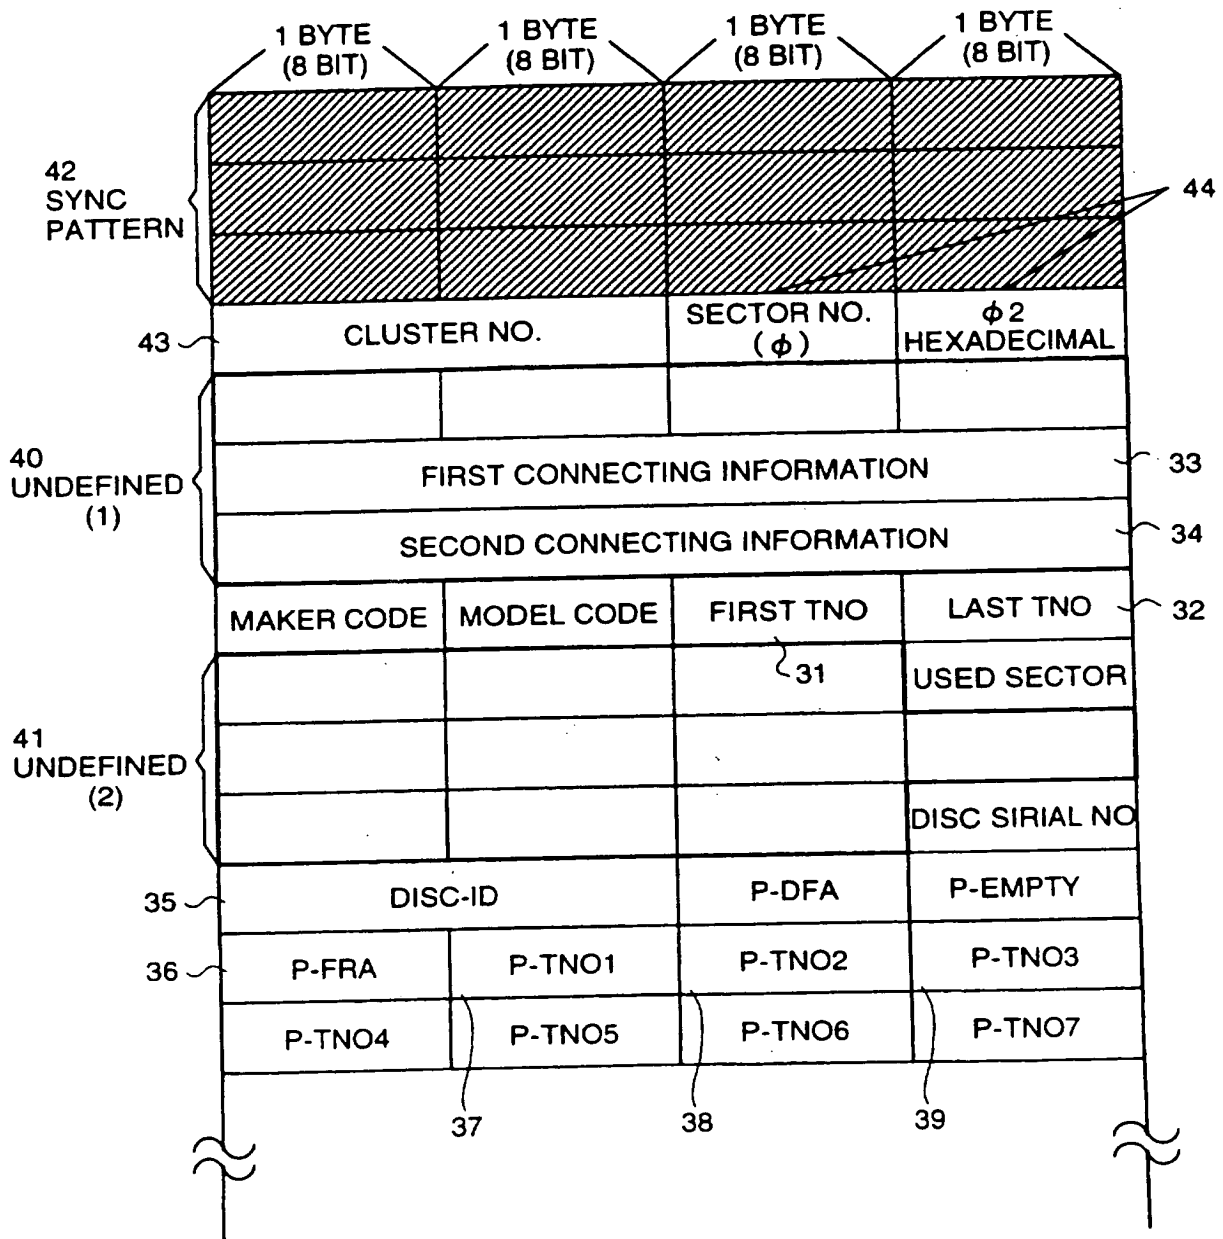 1 BYTE
(8 BIT)
1 BYTE
(8 BIT)
1 BYTE
(8 BIT)
1 BYTE
(8 BIT)
42
SYNC
PATTERN
44
43
CLUSTER NO.
SECTOR NO.
(ϕ)
ϕ2
HEXADECIMAL
40
UNDEFINED
(1)
FIRST CONNECTING INFORMATION
33
SECOND CONNECTING INFORMATION
34
MAKER CODE
MODEL CODE
FIRST TNO
LAST TNO
32
31
USED SECTOR
41
UNDEFINED
(2)
DISC SIRIAL NO
35
DISC-ID
P-DFA
P-EMPTY
36
P-FRA
P-TNO1
P-TNO2
P-TNO3
P-TNO4
P-TNO5
P-TNO6
P-TNO7
37
38
39